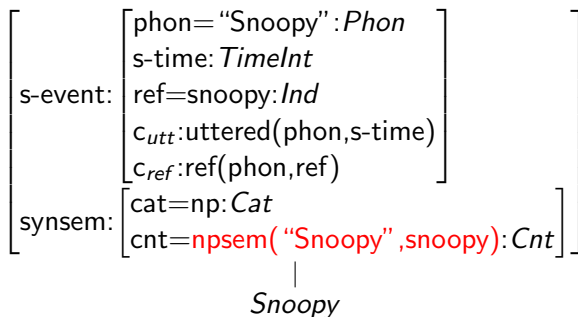 phon=“Snoopy”:Phon
s-time:TimeInt
s-event: ref=snoopy:Ind
c_utt:uttered(phon,s-time)
c_ref:ref(phon,ref)
cat=np:Cat
synsem: cnt=npsem(“Snoopy”,snoopy):Cnt
Snoopy